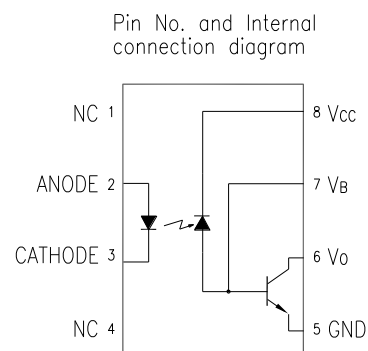 Pin No. and Internal
connection diagram
NC 1
8 Vcc
ANODE 2
7 VB
CATHODE 3
6 Vo
NC 4
5 GND